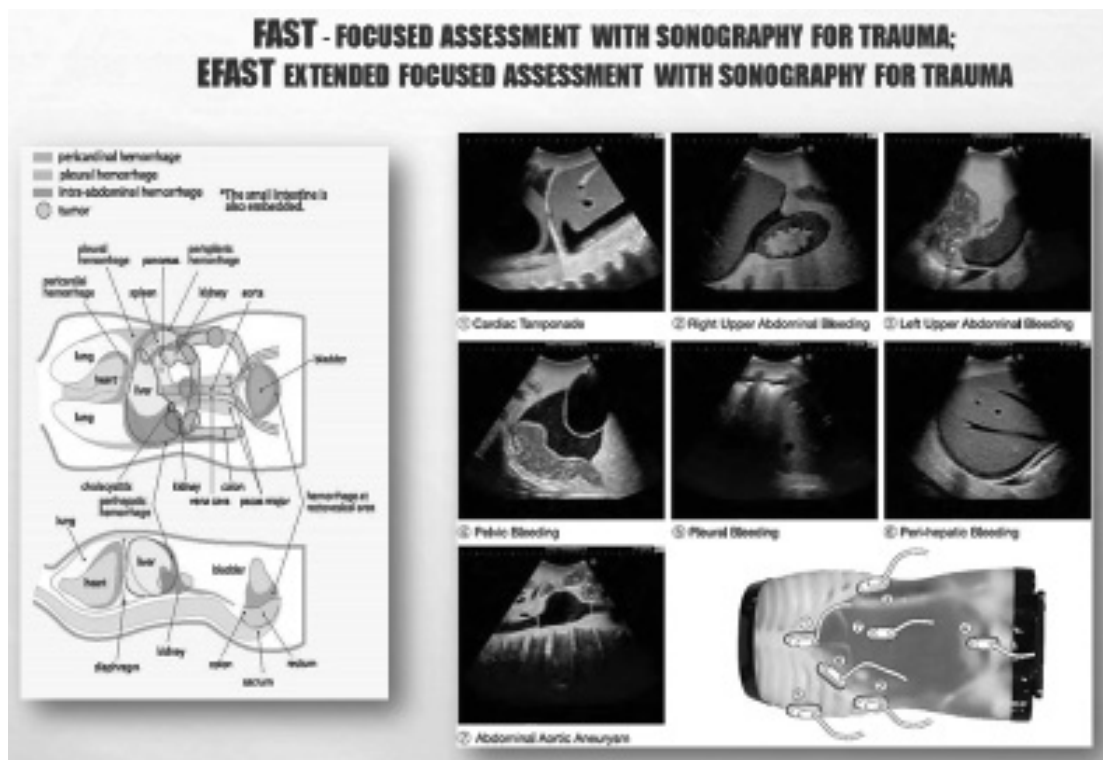 FAST - FOCUSED ASSESSMENT WITH SONOGRAPHY FOR TRAUMA;
EFAST EXTENDED FOCUSED ASSESSMENT WITH SONOGRAPHY FOR TRAUMA
pericardinal hemorrhage
pleural hemorrhage
intra-abdominal hemorrhage
tumor
*The small intestine is
also embedded.
pleural
hemorrhage
pancreas
perisplenic
hemorrhage
pericardial
hemorrhage
spleen
kidney
aorta
lung
heart
liver
bladder
lung
cholecystitis
perihepatic
hemorrhage
kidney
vena cava
colon
psoas major
hemorrhage at
rectovesical area
lung
heart
liver
bladder
diaphragm
kidney
colon
sacrum
rectum
① Cardiac Tamponade
② Right Upper Abdominal Bleeding
③ Left Upper Abdominal Bleeding
④ Pelvic Bleeding
⑤ Pleural Bleeding
⑥ Peri-hepatic Bleeding
⑦ Abdominal Aortic Aneurysm